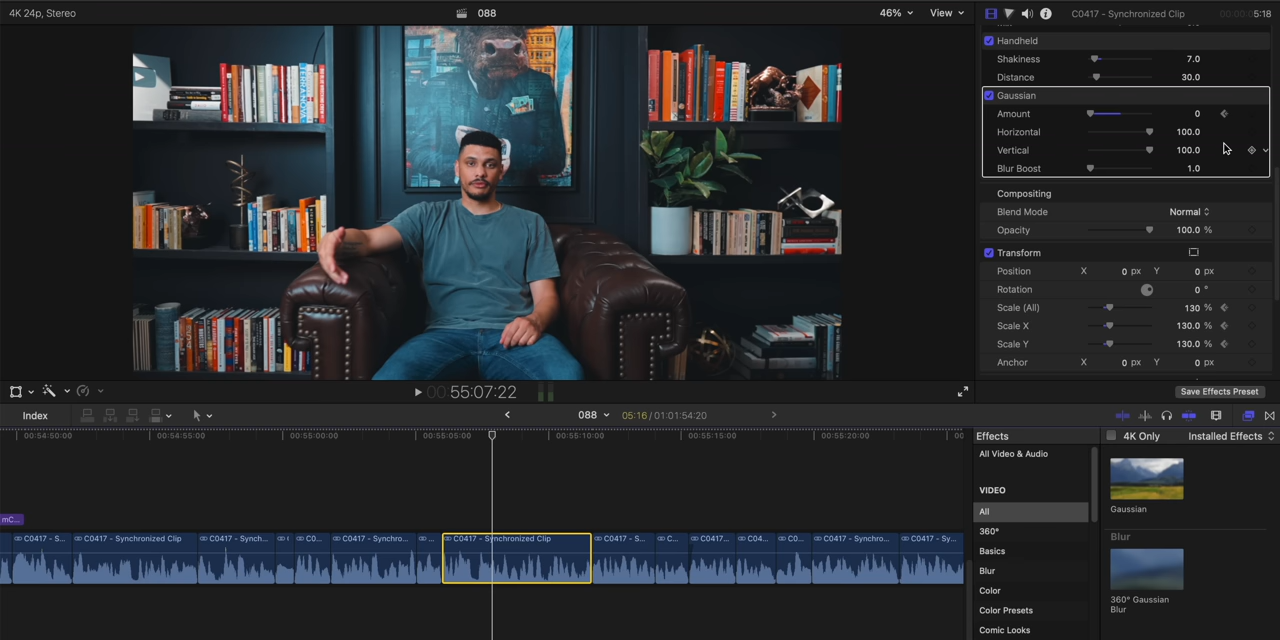 4K 24p, Stereo
088
46%
View
C0417 - Synchronized Clip
00:00:05:18
Handheld
Shakiness 7.0
Distance 30.0
Gaussian
Amount 0
Horizontal 100.0
Vertical 100.0
Blur Boost 1.0
Compositing
Blend Mode Normal
Opacity 100.0 %
Transform
Position X 0 px Y 0 px
Rotation 0 °
Scale (All) 130 %
Scale X 130.0 %
Scale Y 130.0 %
Anchor X 0 px Y 0 px
00 55:07:22
Save Effects Preset
Index
088
05:16 / 01:01:54:20
00:54:50:00
00:54:55:00
00:55:00:00
00:55:05:00
00:55:10:00
00:55:15:00
00:55:20:00
00
mC...
C0417 - S...
C0417 - Synchronized Clip
C0417 - Synch...
C0...
C0417 - Synchro...
C0417 - Synchronized Clip
C0417 - S...
C...
C0417...
C04...
C0...
C0417 - Synchro...
C0417 - Sy...
Effects
4K Only
Installed Effects
All Video & Audio
VIDEO
All
360°
Basics
Blur
Color
Color Presets
Comic Looks
Gaussian
Blur
360° Gaussian
Blur